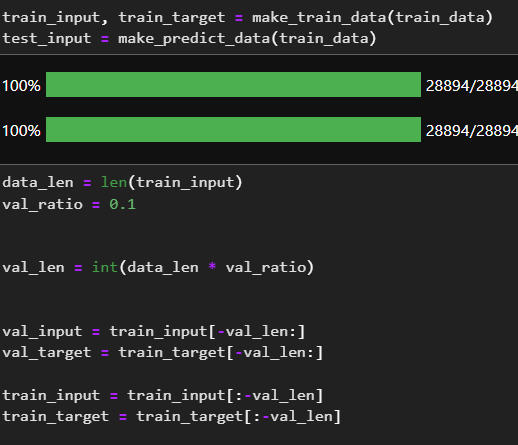 train_input, train_target = make_train_data(train_data)
test_input = make_predict_data(train_data)
100% 28894/28894
100% 28894/28894
data_len = len(train_input)
val_ratio = 0.1
val_len = int(data_len * val_ratio)
val_input = train_input[-val_len:]
val_target = train_target[-val_len:]
train_input = train_input[:-val_len]
train_target = train_target[:-val_len]